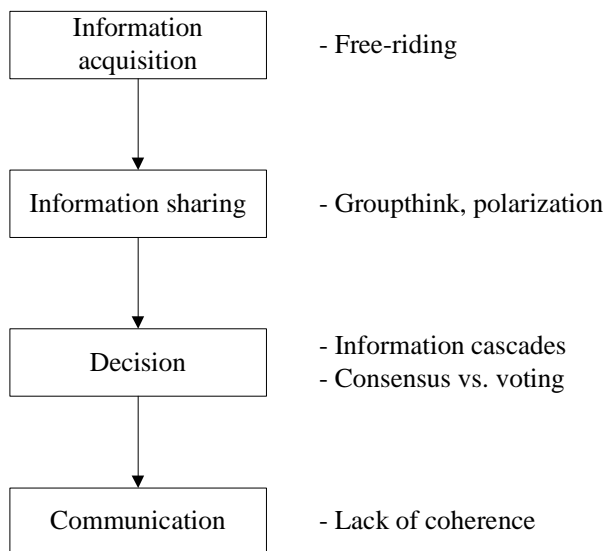 Information
acquisition
- Free-riding
Information sharing
- Groupthink, polarization
Decision
- Information cascades
- Consensus vs. voting
Communication
- Lack of coherence